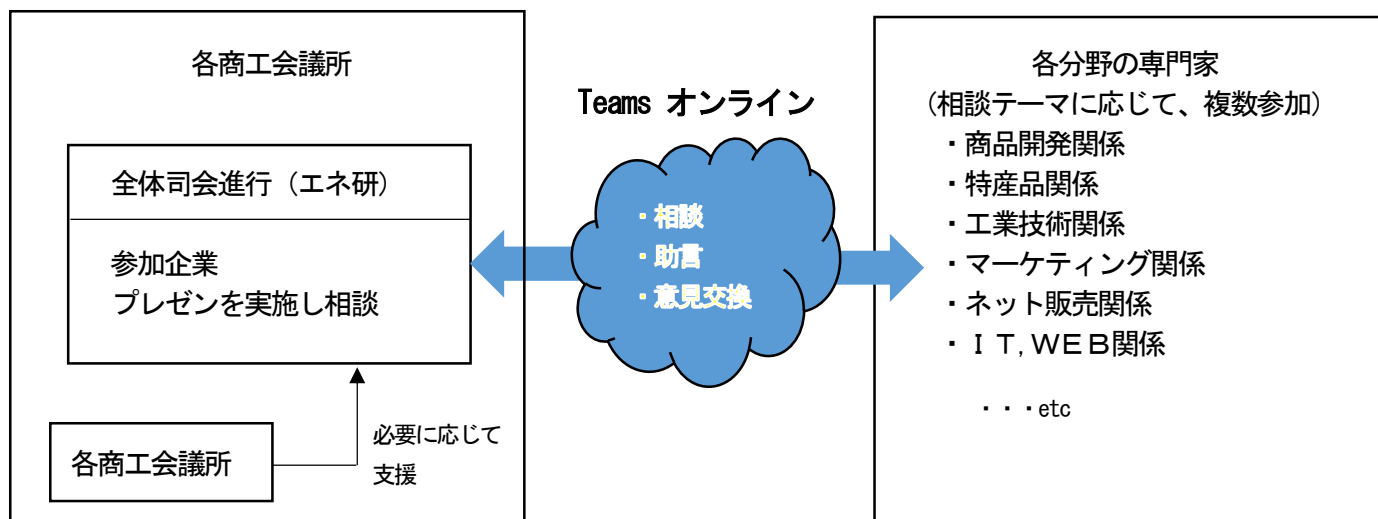 各商工会議所
全体司会進行（エネ研）
参加企業
プレゼンを実施し相談
各商工会議所
必要に応じて
支援
Teams オンライン
・相談
・助言
・意見交換
各分野の専門家
（相談テーマに応じて、複数参加）
・商品開発関係
・特産品関係
・工業技術関係
・マーケティング関係
・ネット販売関係
・ＩＴ,ＷＥＢ関係
・・・etc